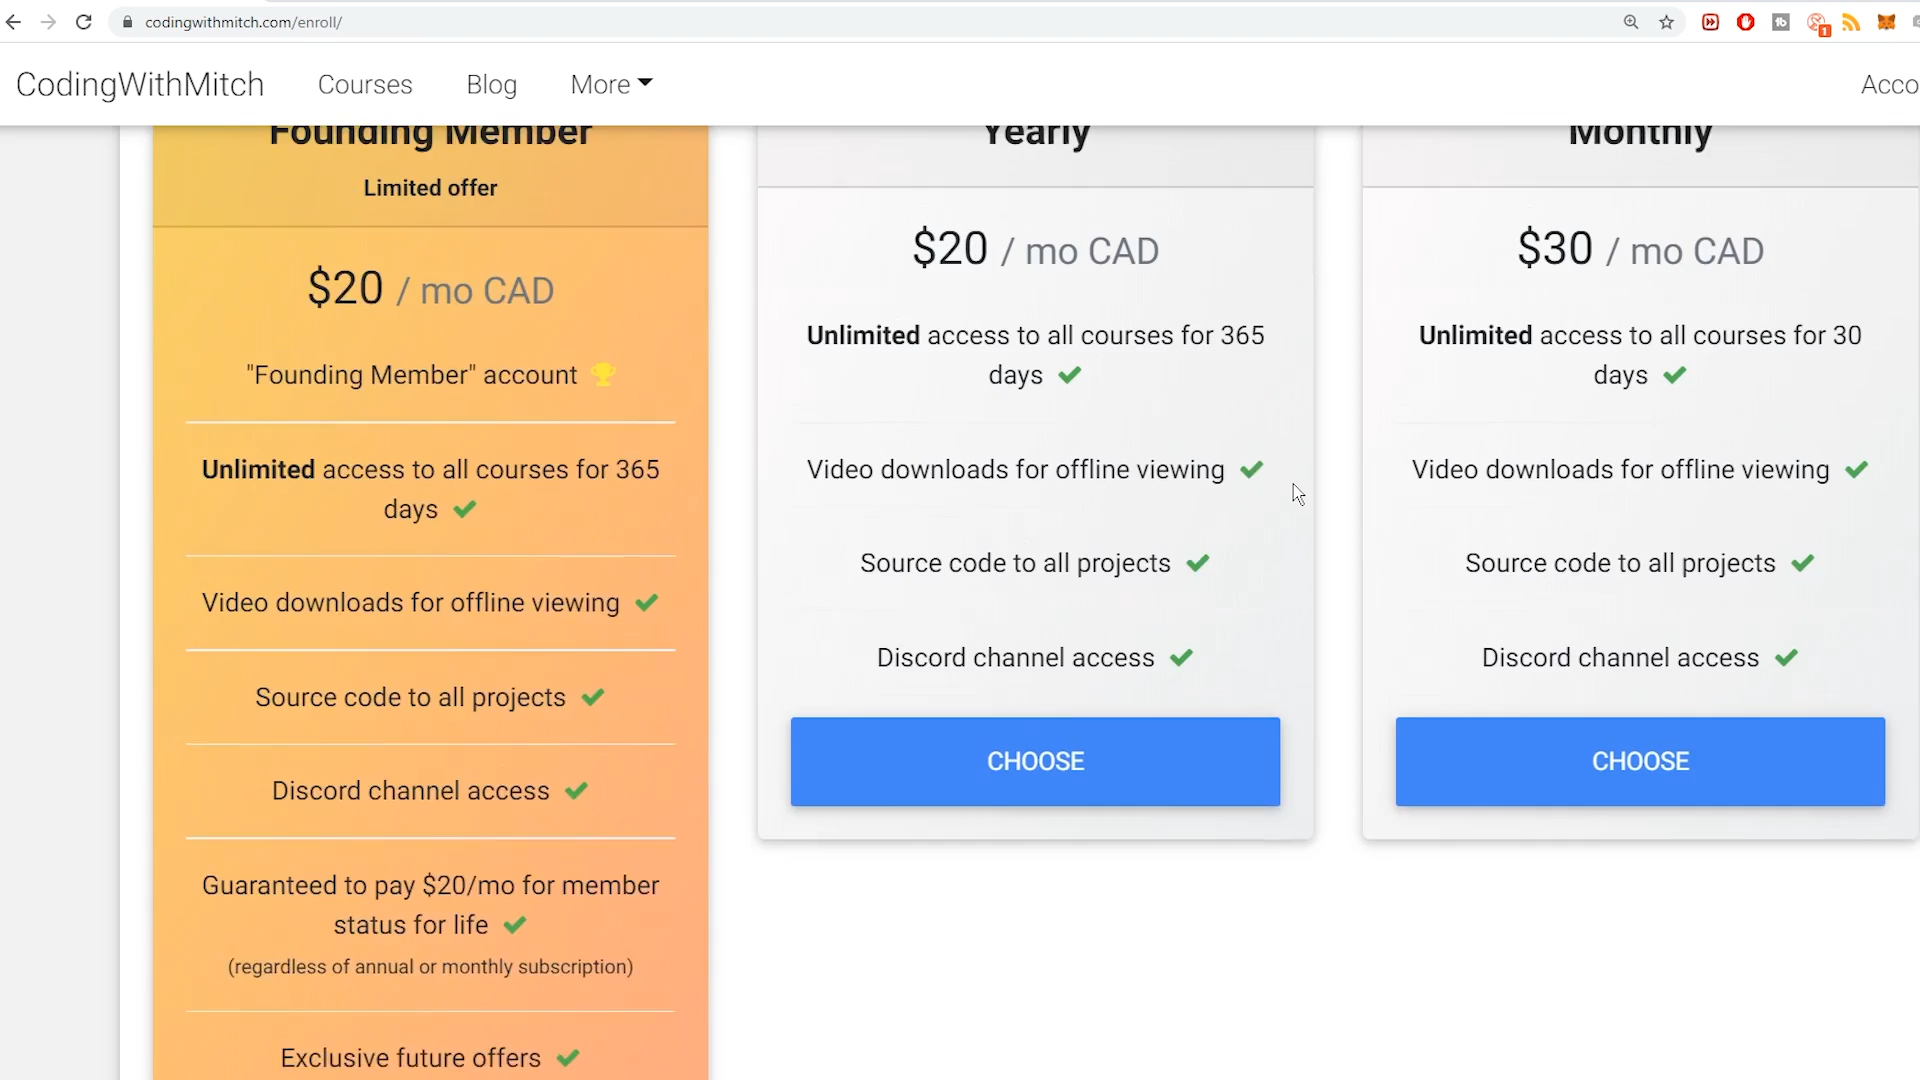 codingwithmitch.com/enroll/
CodingWithMitch
Courses
Blog
More
Acco
Founding Member
Limited offer
$20 / mo CAD
"Founding Member" account
Unlimited access to all courses for 365
days
Video downloads for offline viewing
Source code to all projects
Discord channel access
Guaranteed to pay $20/mo for member
status for life
(regardless of annual or monthly subscription)
Exclusive future offers
Yearly
$20 / mo CAD
Unlimited access to all courses for 365
days
Video downloads for offline viewing
Source code to all projects
Discord channel access
CHOOSE
Monthly
$30 / mo CAD
Unlimited access to all courses for 30
days
Video downloads for offline viewing
Source code to all projects
Discord channel access
CHOOSE